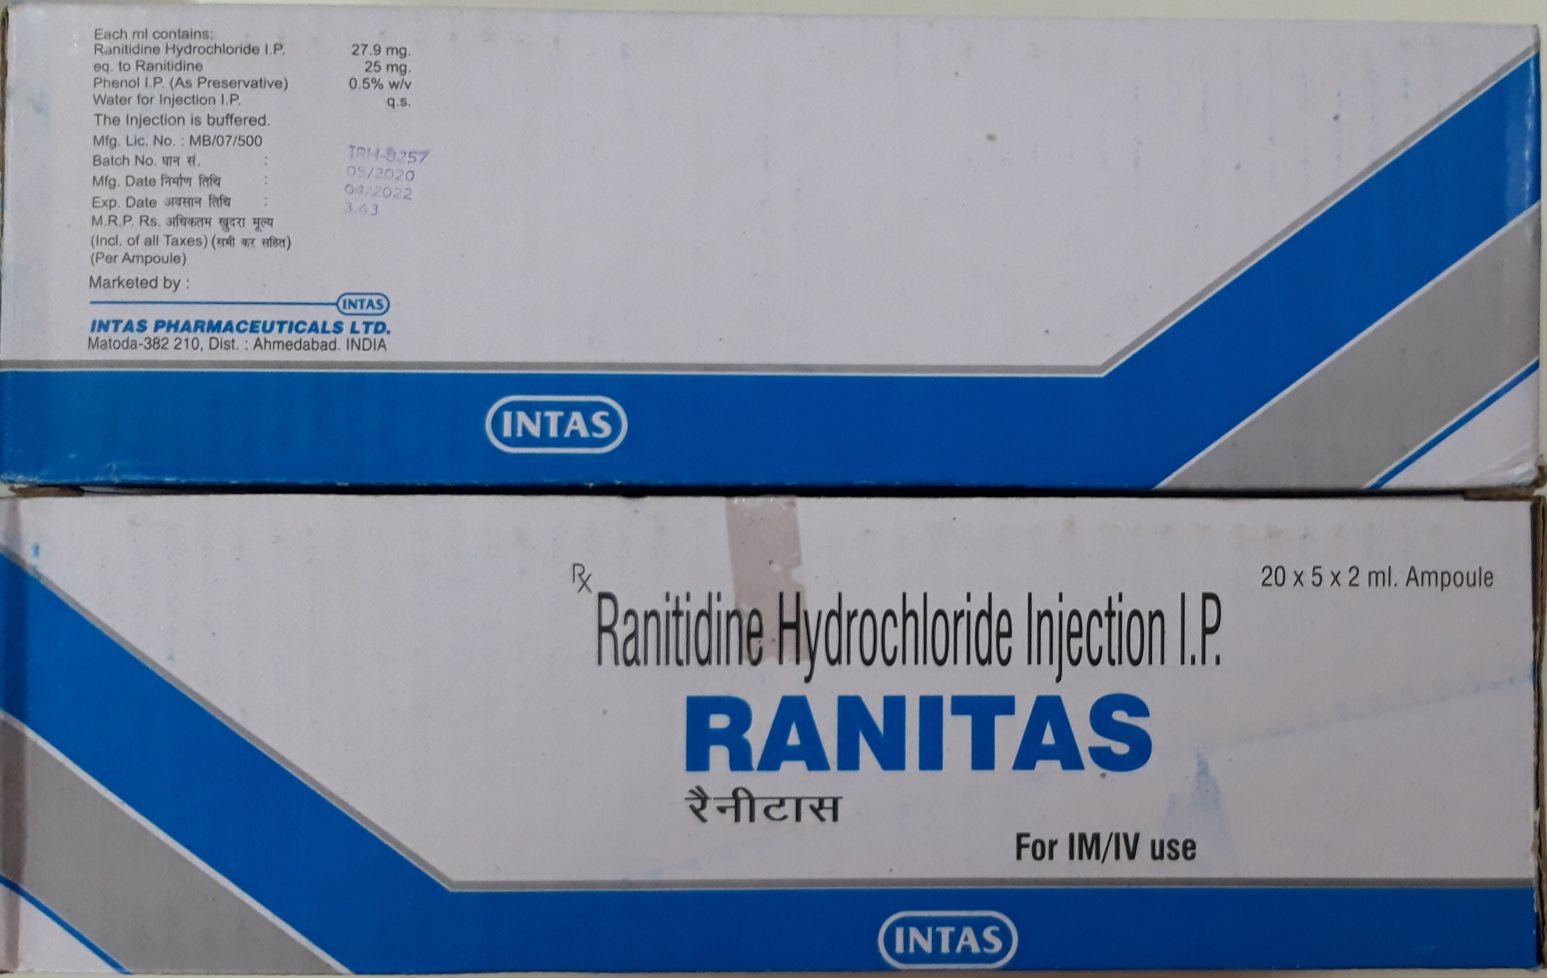 Each ml contains:
Ranitidine Hydrochloride I.P. 27.9 mg.
eq. to Ranitidine 25 mg.
Phenol I.P. (As Preservative) 0.5% w/v
Water for Injection I.P. q.s.
The Injection is buffered.
Mfg. Lic. No. : MB/07/500
Batch No. घान सं. : IRH-8257
Mfg. Date निर्माण तिथि : 05/2020
Exp. Date अवसान तिथि : 04/2022
M.R.P. Rs. अधिकतम खुदरा मूल्य 3.43
(Incl. of all Taxes) (सभी कर सहित)
(Per Ampoule)
Marketed by :
INTAS
INTAS PHARMACEUTICALS LTD.
Matoda-382 210, Dist. : Ahmedabad. INDIA
INTAS
20 x 5 x 2 ml. Ampoule
Rx
Ranitidine Hydrochloride Injection I.P.
RANITAS
रैनीटास
For IM/IV use
INTAS